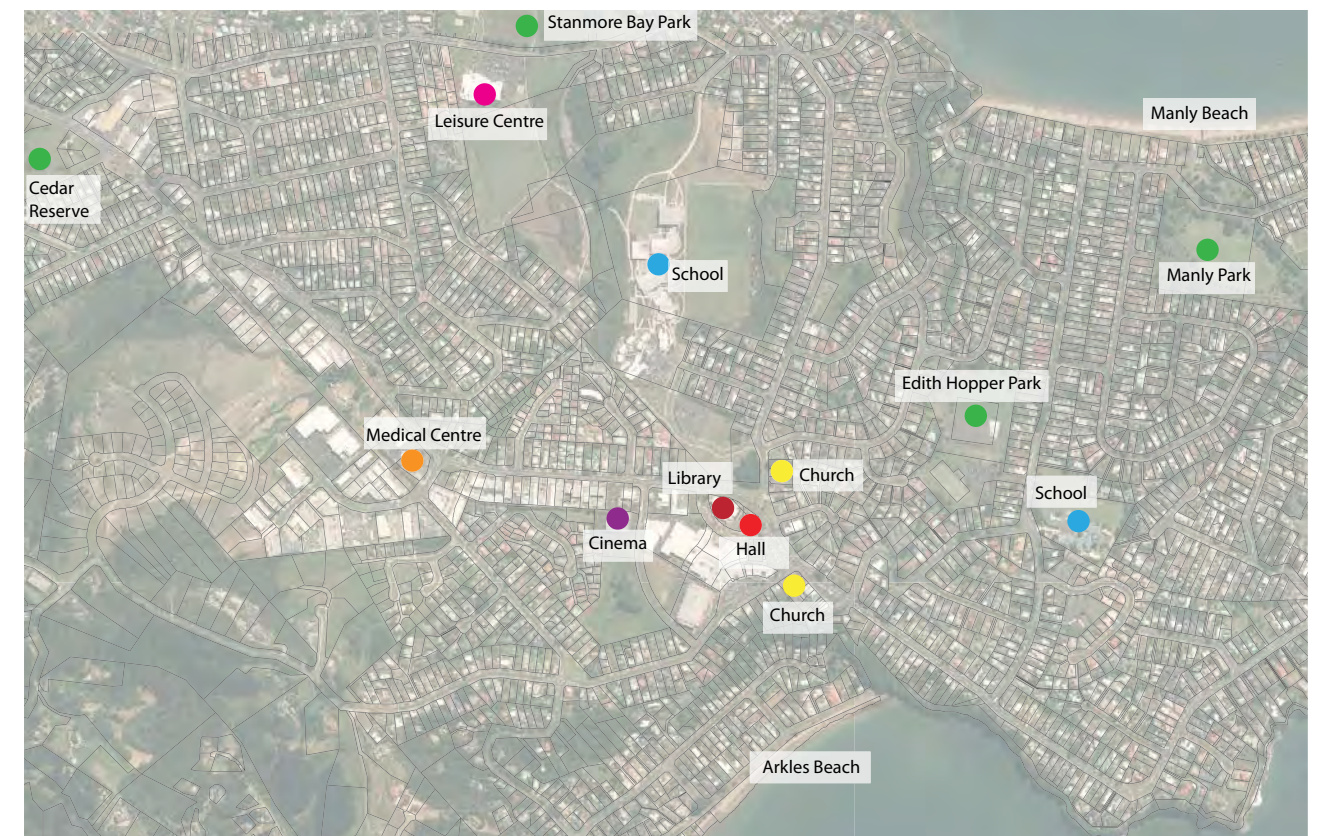 Stanmore Bay Park
Leisure Centre
Manly Beach
Cedar
Reserve
School
Manly Park
Edith Hopper Park
Medical Centre
Library
Church
School
Cinema
Hall
Church
Arkles Beach